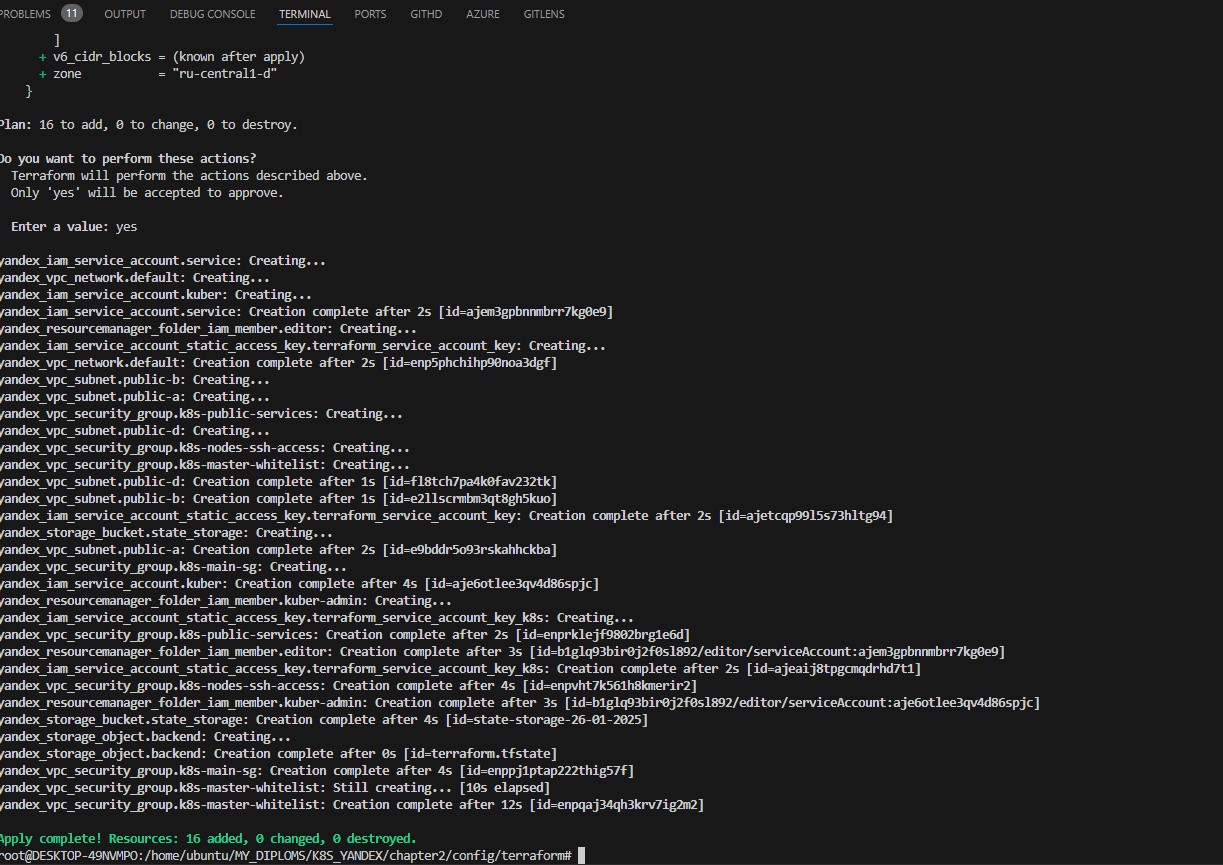 PROBLEMS 11 OUTPUT DEBUG CONSOLE TERMINAL PORTS GITHD AZURE GITLENS
]
+ v6_cidr_blocks = (known after apply)
+ zone = "ru-central1-d"
}
Plan: 16 to add, 0 to change, 0 to destroy.
Do you want to perform these actions?
Terraform will perform the actions described above.
Only 'yes' will be accepted to approve.
Enter a value: yes
yandex_iam_service_account.service: Creating...
yandex_vpc_network.default: Creating...
yandex_iam_service_account.kuber: Creating...
yandex_iam_service_account.service: Creation complete after 2s [id=ajem3gpbnnmbrr7kg0e9]
yandex_resourcemanager_folder_iam_member.editor: Creating...
yandex_iam_service_account_static_access_key.terraform_service_account_key: Creating...
yandex_vpc_network.default: Creation complete after 2s [id=enp5phchihp90noa3dgf]
yandex_vpc_subnet.public-b: Creating...
yandex_vpc_subnet.public-a: Creating...
yandex_vpc_security_group.k8s-public-services: Creating...
yandex_vpc_subnet.public-d: Creating...
yandex_vpc_security_group.k8s-nodes-ssh-access: Creating...
yandex_vpc_security_group.k8s-master-whitelist: Creating...
yandex_vpc_subnet.public-d: Creation complete after 1s [id=fl8tch7pa4k0fav232tk]
yandex_vpc_subnet.public-b: Creation complete after 1s [id=e2llscrmbm3qt8gh5kuo]
yandex_iam_service_account_static_access_key.terraform_service_account_key: Creation complete after 2s [id=ajetcqp99l5s73hltg94]
yandex_storage_bucket.state_storage: Creating...
yandex_vpc_subnet.public-a: Creation complete after 2s [id=e9bddr5o93rskahhckba]
yandex_vpc_security_group.k8s-main-sg: Creating...
yandex_iam_service_account.kuber: Creation complete after 4s [id=aje6otlee3qv4d86spjc]
yandex_resourcemanager_folder_iam_member.kuber-admin: Creating...
yandex_iam_service_account_static_access_key.terraform_service_account_key_k8s: Creating...
yandex_vpc_security_group.k8s-public-services: Creation complete after 2s [id=enprklejf9802brg1e6d]
yandex_resourcemanager_folder_iam_member.editor: Creation complete after 3s [id=b1glq93bir0j2f0sl892/editor/serviceAccount:ajem3gpbnnmbrr7kg0e9]
yandex_iam_service_account_static_access_key.terraform_service_account_key_k8s: Creation complete after 2s [id=ajeaij8tpgcmqdrhd7t1]
yandex_vpc_security_group.k8s-nodes-ssh-access: Creation complete after 4s [id=enpvht7k561h8kmerir2]
yandex_resourcemanager_folder_iam_member.kuber-admin: Creation complete after 3s [id=b1glq93bir0j2f0sl892/editor/serviceAccount:aje6otlee3qv4d86spjc]
yandex_storage_bucket.state_storage: Creation complete after 4s [id=state-storage-26-01-2025]
yandex_storage_object.backend: Creating...
yandex_storage_object.backend: Creation complete after 0s [id=terraform.tfstate]
yandex_vpc_security_group.k8s-main-sg: Creation complete after 4s [id=enppj1ptap222thig57f]
yandex_vpc_security_group.k8s-master-whitelist: Still creating... [10s elapsed]
yandex_vpc_security_group.k8s-master-whitelist: Creation complete after 12s [id=enpqaj34qh3krv7ig2m2]
Apply complete! Resources: 16 added, 0 changed, 0 destroyed.
root@DESKTOP-49NVMPO:/home/ubuntu/MY_DIPLOMS/K8S_YANDEX/chapter2/config/terraform#